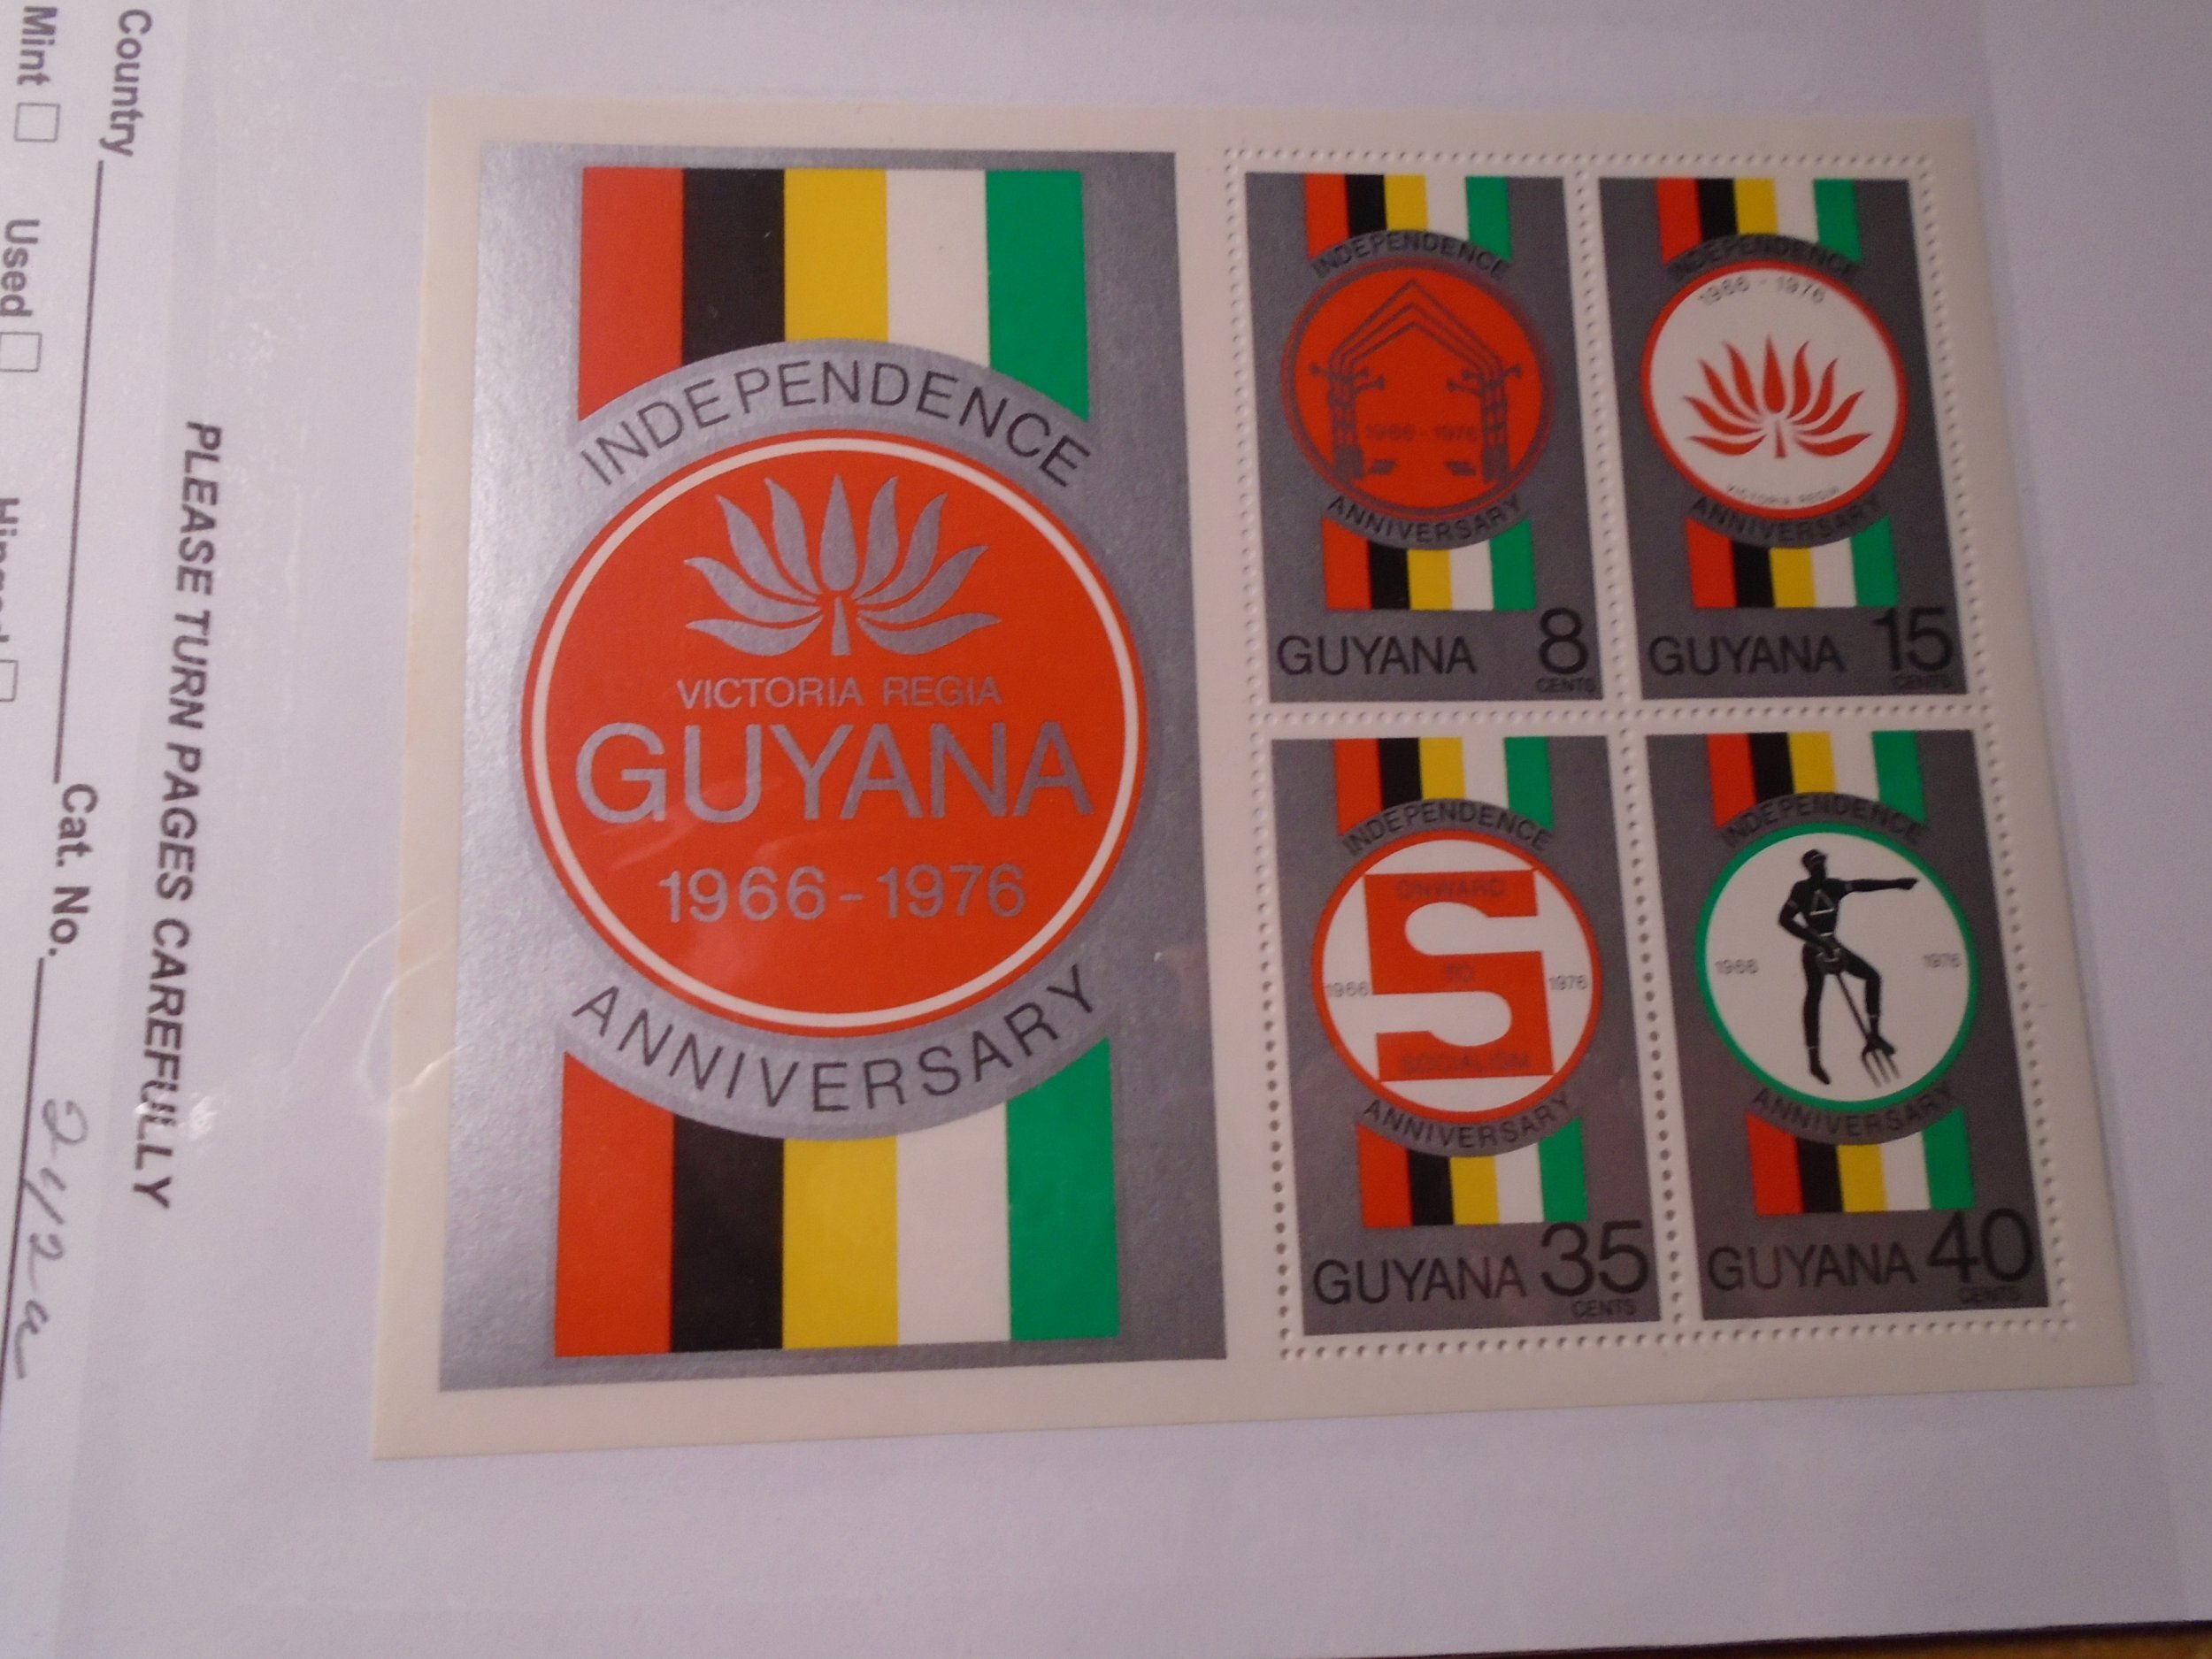 Country
Cat. No. 242a
Mint
Used
PLEASE TURN PAGES CAREFULLY
INDEPENDENCE
VICTORIA REGIA
GUYANA
1966-1976
ANNIVERSARY
INDEPENDENCE
1966-1976
ANNIVERSARY
GUYANA 8
CENTS
INDEPENDENCE
1966-1976
VICTORIA REGIA
ANNIVERSARY
GUYANA 15
CENTS
INDEPENDENCE
ONWARD
1966 TO 1976
SOCIALISM
ANNIVERSARY
GUYANA 35
CENTS
INDEPENDENCE
1966 1976
ANNIVERSARY
GUYANA 40
CENTS